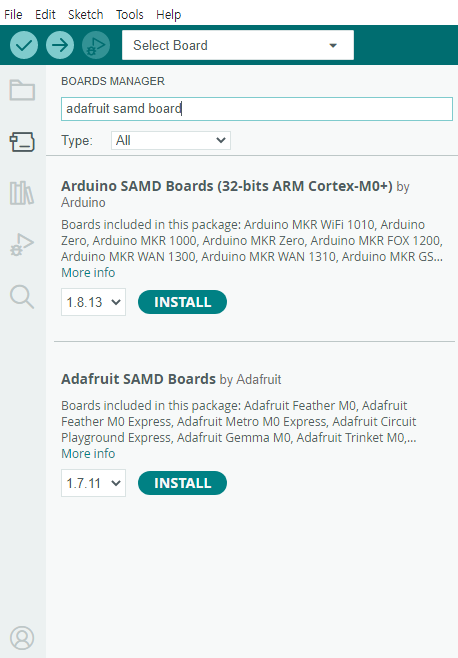 File Edit Sketch Tools Help
Select Board
BOARDS MANAGER
adafruit samd board
Type: All
Arduino SAMD Boards (32-bits ARM Cortex-M0+) by
Arduino
Boards included in this package: Arduino MKR WiFi 1010, Arduino
Zero, Arduino MKR 1000, Arduino MKR Zero, Arduino MKR FOX 1200,
Arduino MKR WAN 1300, Arduino MKR WAN 1310, Arduino MKR GS...
More info
1.8.13 INSTALL
Adafruit SAMD Boards by Adafruit
Boards included in this package: Adafruit Feather M0, Adafruit
Feather M0 Express, Adafruit Metro M0 Express, Adafruit Circuit
Playground Express, Adafruit Gemma M0, Adafruit Trinket M0,...
More info
1.7.11 INSTALL